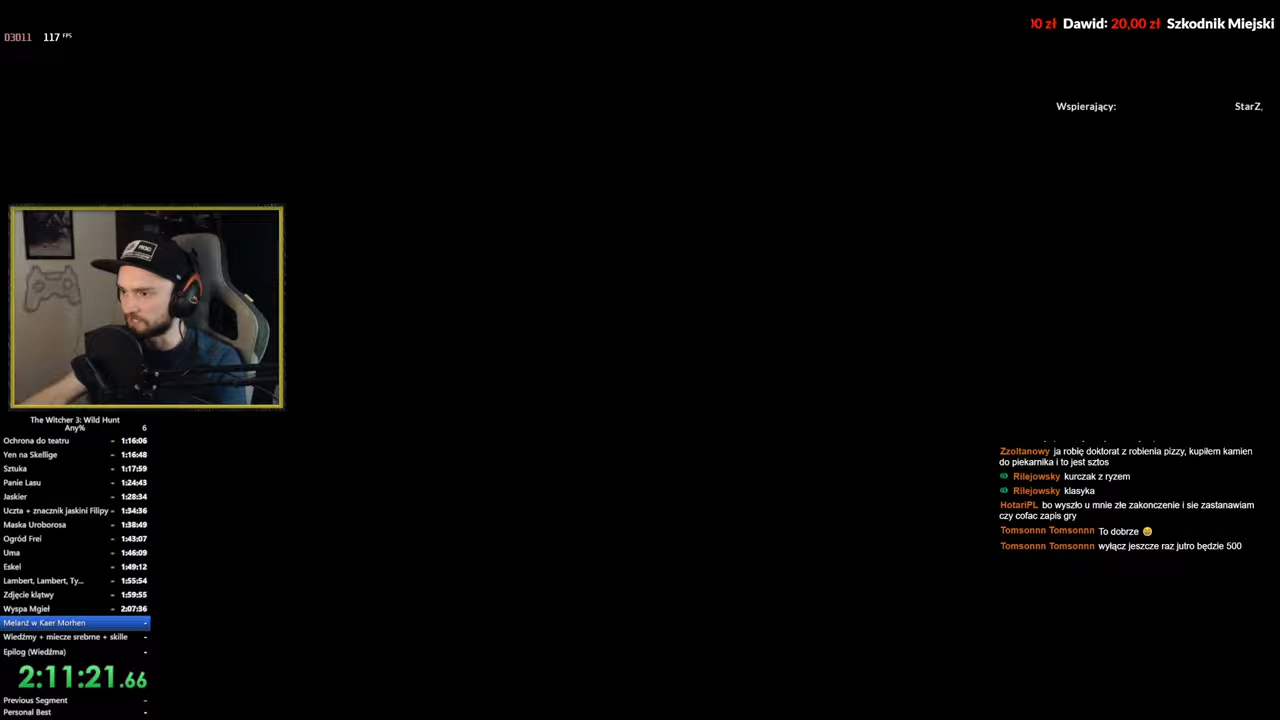 D3D11 117 FPS
00 zł Dawid: 20,00 zł Szkodnik Miejski
Wspierający: StarZ,
The Witcher 3: Wild Hunt
Any% 6
Ochrona do teatru - 1:16:06
Yen na Skellige - 1:16:48
Sztuka - 1:17:59
Panie Lasu - 1:24:43
Jaskier - 1:28:34
Uczta + znacznik jaskini Filipy - 1:34:36
Maska Uroborosa - 1:38:49
Ogród Frei - 1:43:07
Uma - 1:46:09
Eskel - 1:49:12
Lambert, Lambert, Ty... - 1:55:54
Zdjęcie klątwy - 1:59:55
Wyspa Mgieł - 2:07:36
Melanż w Kaer Morhen -
Wiedźmy + miecze srebrne + skille -
Epilog (Wiedźma) -
2:11:21.66
Previous Segment -
Personal Best -
Zzoltanowy ja robię doktorat z robienia pizzy, kupiłem kamien
do piekarnika i to jest sztos
Rilejowsky kurczak z ryzem
Rilejowsky klasyka
HotariPL bo wyszło u mnie złe zakonczenie i sie zastanawiam
czy cofac zapis gry
Tomsonnn Tomsonnn To dobrze
Tomsonnn Tomsonnn wyłącz jeszcze raz jutro będzie 500